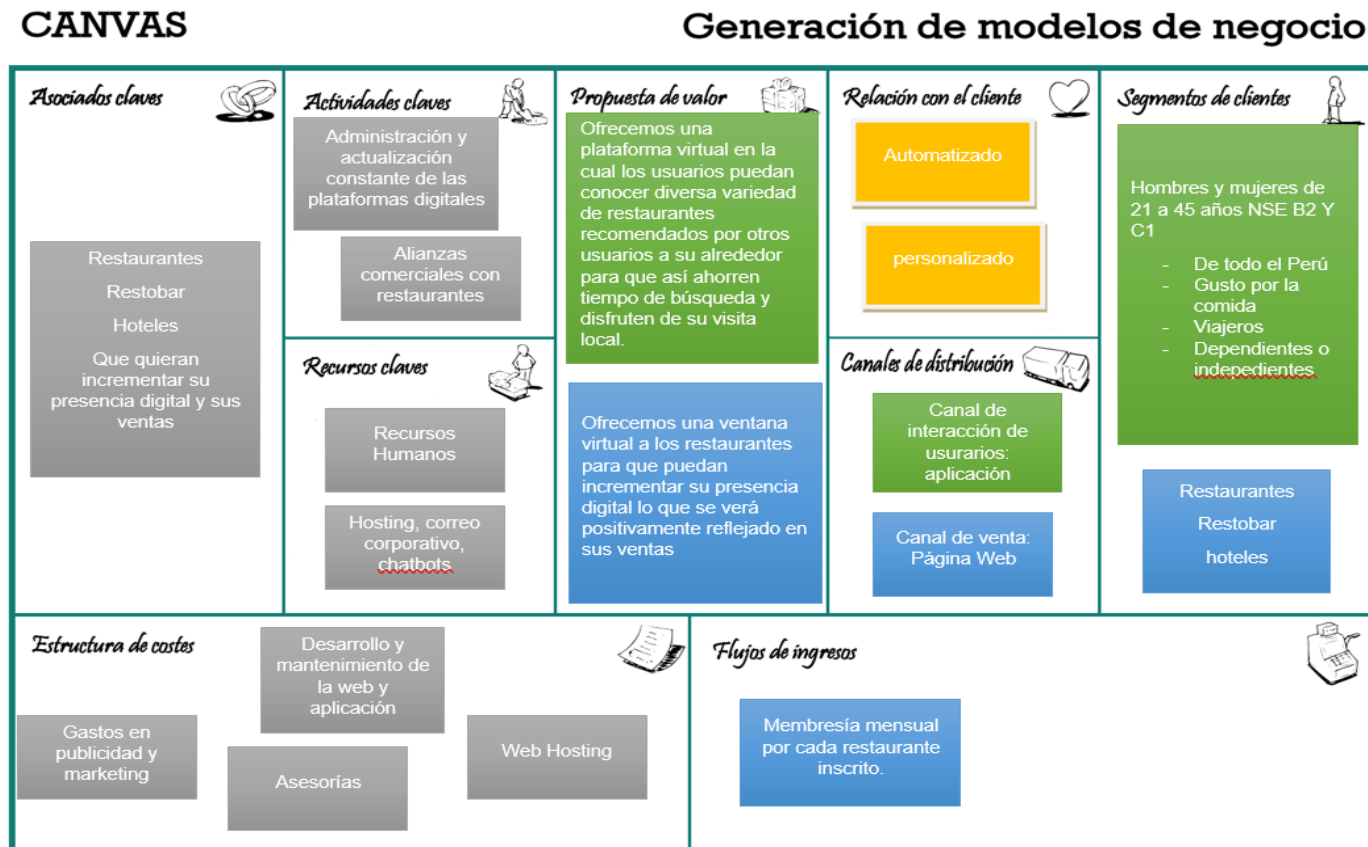 CANVAS
Generación de modelos de negocio
Asociados claves
Restaurantes
Restobar
Hoteles
Que quieran
incrementar su
presencia digital y sus
ventas
Actividades claves
Administración y
actualización
constante de las
plataformas digitales
Alianzas
comerciales con
restaurantes
Recursos claves
Recursos
Humanos
Hosting, correo
corporativo,
chatbots
Propuesta de valor
Ofrecemos una
plataforma virtual en la
cual los usuarios puedan
conocer diversa variedad
de restaurantes
recomendados por otros
usuarios a su alrededor
para que así ahorren
tiempo de búsqueda y
disfruten de su visita
local.
Ofrecemos una ventana
virtual a los restaurantes
para que puedan
incrementar su presencia
digital lo que se verá
positivamente reflejado en
sus ventas
Relación con el cliente
Automatizado
personalizado
Canales de distribución
Canal de
interacción de
usurarios:
aplicación
Canal de venta:
Página Web
Segmentos de clientes
Hombres y mujeres de
21 a 45 años NSE B2 Y
C1
- De todo el Perú
- Gusto por la
comida
- Viajeros
- Dependientes o
indepedientes
Restaurantes
Restobar
hoteles
Estructura de costes
Desarrollo y
mantenimiento de
la web y
aplicación
Gastos en
publicidad y
marketing
Asesorías
Web Hosting
Flujos de ingresos
Membresía mensual
por cada restaurante
inscrito.